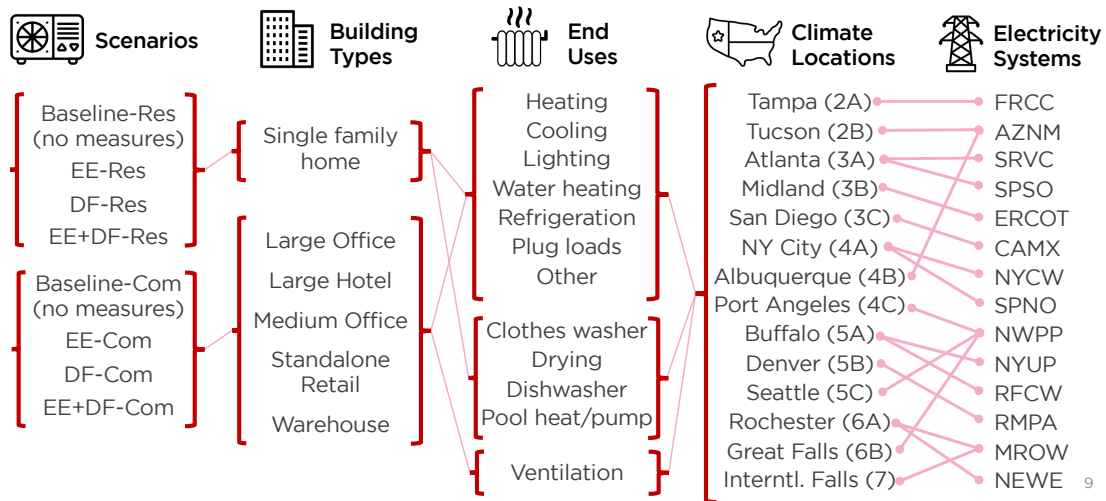 Scenarios
Building
Types
End
Uses
Climate
Locations
Electricity
Systems
Baseline-Res
(no measures)
EE-Res
DF-Res
EE+DF-Res
Baseline-Com
(no measures)
EE-Com
DF-Com
EE+DF-Com
Single family
home
Large Office
Large Hotel
Medium Office
Standalone
Retail
Warehouse
Heating
Cooling
Lighting
Water heating
Refrigeration
Plug loads
Other
Clothes washer
Drying
Dishwasher
Pool heat/pump
Ventilation
Tampa (2A)
Tucson (2B)
Atlanta (3A)
Midland (3B)
San Diego (3C)
NY City (4A)
Albuquerque (4B)
Port Angeles (4C)
Buffalo (5A)
Denver (5B)
Seattle (5C)
Rochester (6A)
Great Falls (6B)
Interntl. Falls (7)
FRCC
AZNM
SRVC
SPSO
ERCOT
CAMX
NYCW
SPNO
NWPP
NYUP
RFCW
RMPA
MROW
NEWE
9